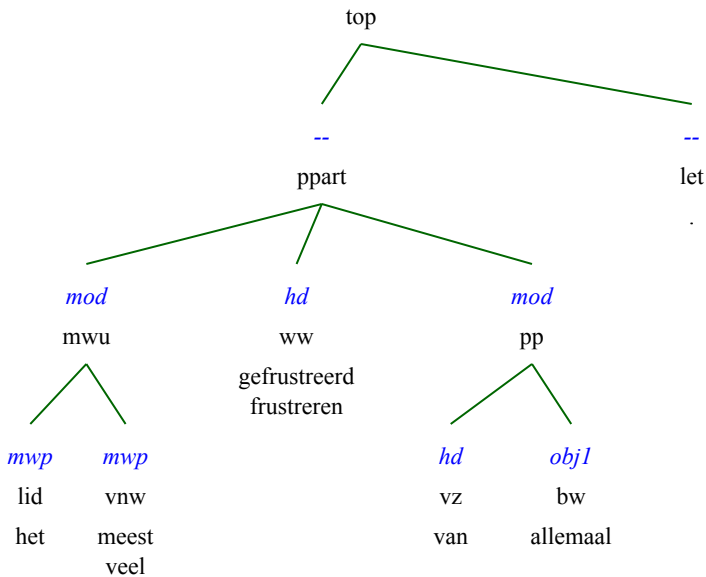 top
-- --
ppart let
.
mod hd mod
mwu ww pp
gefrustreerd
frustreren
mwp mwp hd obj1
lid vnw vz bw
het meest van allemaal
veel